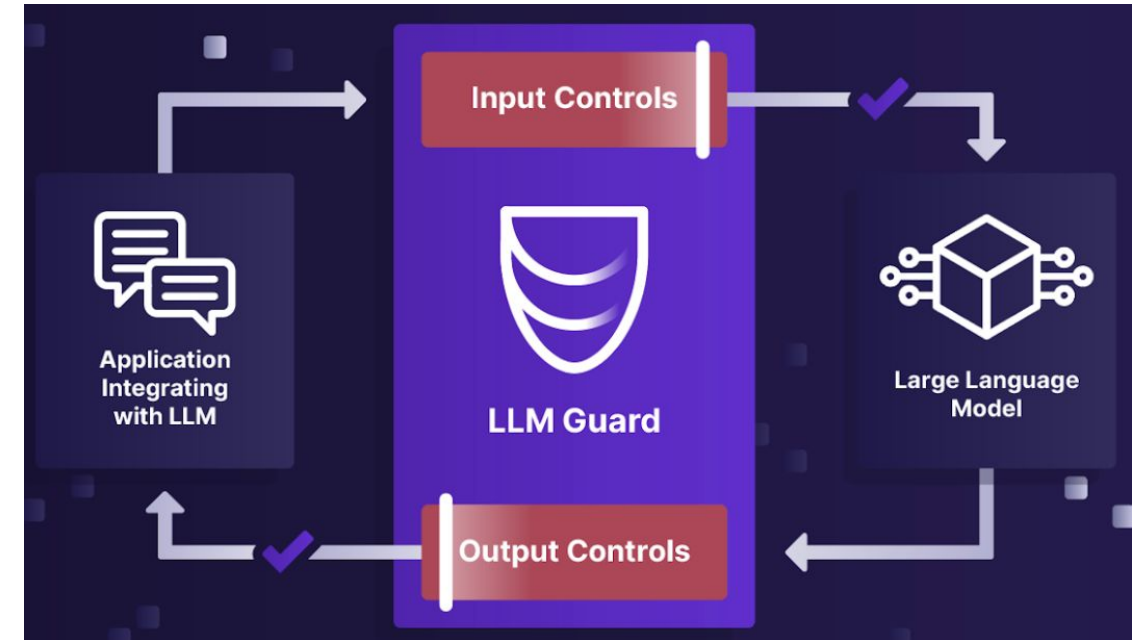 Input Controls
Application
Integrating
with LLM
LLM Guard
Large Language
Model
Output Controls